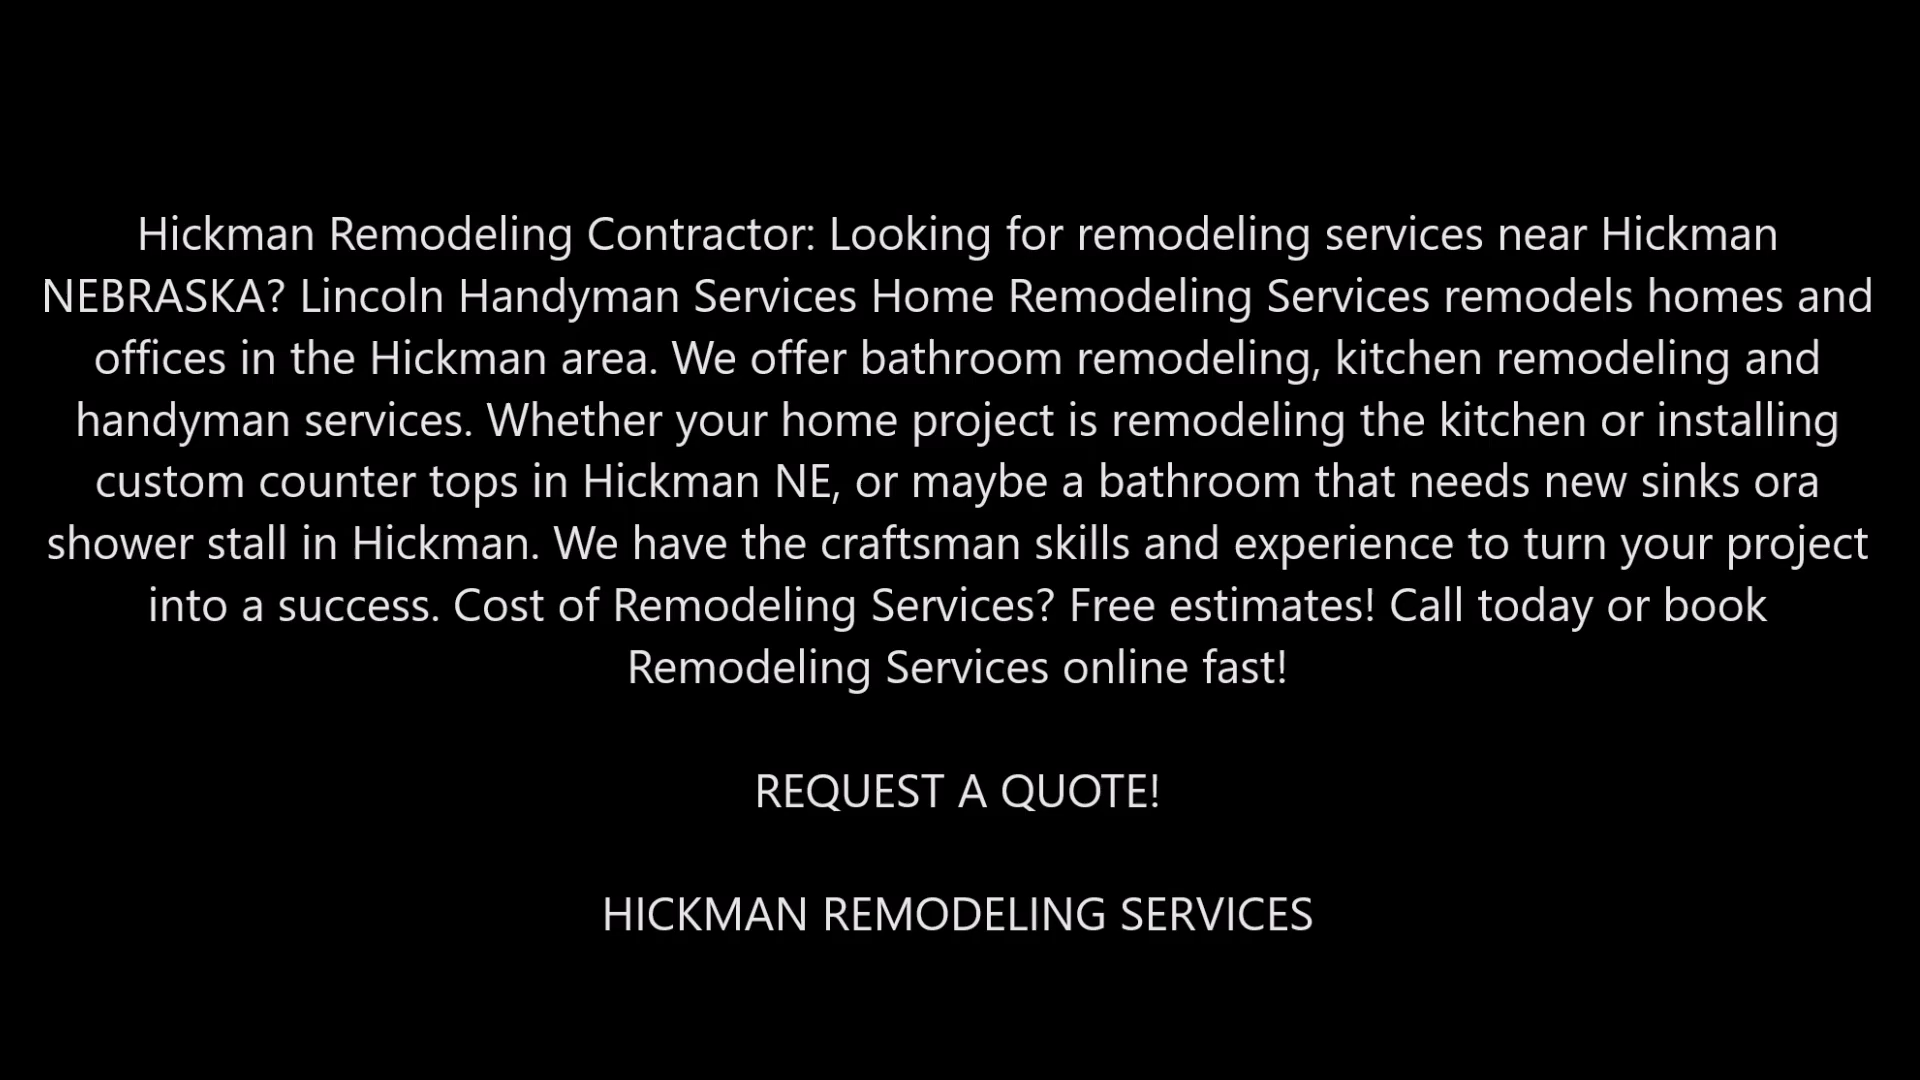 Hickman Remodeling Contractor: Looking for remodeling services near Hickman
NEBRASKA? Lincoln Handyman Services Home Remodeling Services remodels homes and
offices in the Hickman area. We offer bathroom remodeling, kitchen remodeling and
handyman services. Whether your home project is remodeling the kitchen or installing
custom counter tops in Hickman NE, or maybe a bathroom that needs new sinks ora
shower stall in Hickman. We have the craftsman skills and experience to turn your project
into a success. Cost of Remodeling Services? Free estimates! Call today or book
Remodeling Services online fast!
REQUEST A QUOTE!
HICKMAN REMODELING SERVICES